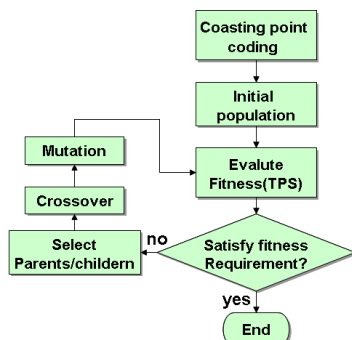 Coasting point
coding
Initial
population
Mutation
Evalute
Fitness(TPS)
Crossover
Select
Parents/childern
no
Satisfy fitness
Requirement?
yes
End